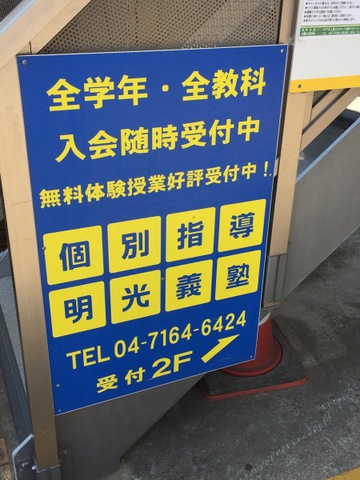 全学年・全教科
入会随時受付中
無料体験授業好評受付中!
個別指導
明光義塾
TEL 04-7164-6424
受付2F